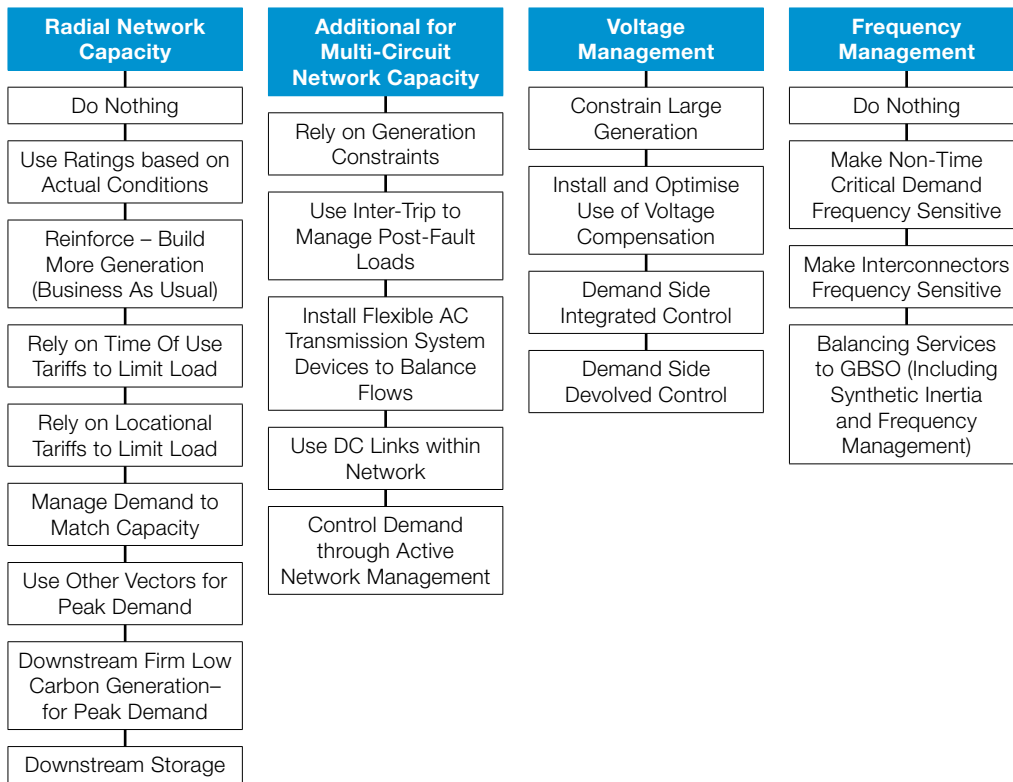 Radial Network
Capacity
Do Nothing
Use Ratings based on
Actual Conditions
Reinforce – Build
More Generation
(Business As Usual)
Rely on Time Of Use
Tariffs to Limit Load
Rely on Locational
Tariffs to Limit Load
Manage Demand to
Match Capacity
Use Other Vectors for
Peak Demand
Downstream Firm Low
Carbon Generation–
for Peak Demand
Downstream Storage
Additional for
Multi-Circuit
Network Capacity
Rely on Generation
Constraints
Use Inter-Trip to
Manage Post-Fault
Loads
Install Flexible AC
Transmission System
Devices to Balance
Flows
Use DC Links within
Network
Control Demand
through Active
Network Management
Voltage
Management
Constrain Large
Generation
Install and Optimise
Use of Voltage
Compensation
Demand Side
Integrated Control
Demand Side
Devolved Control
Frequency
Management
Do Nothing
Make Non-Time
Critical Demand
Frequency Sensitive
Make Interconnectors
Frequency Sensitive
Balancing Services
to GBSO (Including
Synthetic Inertia
and Frequency
Management)